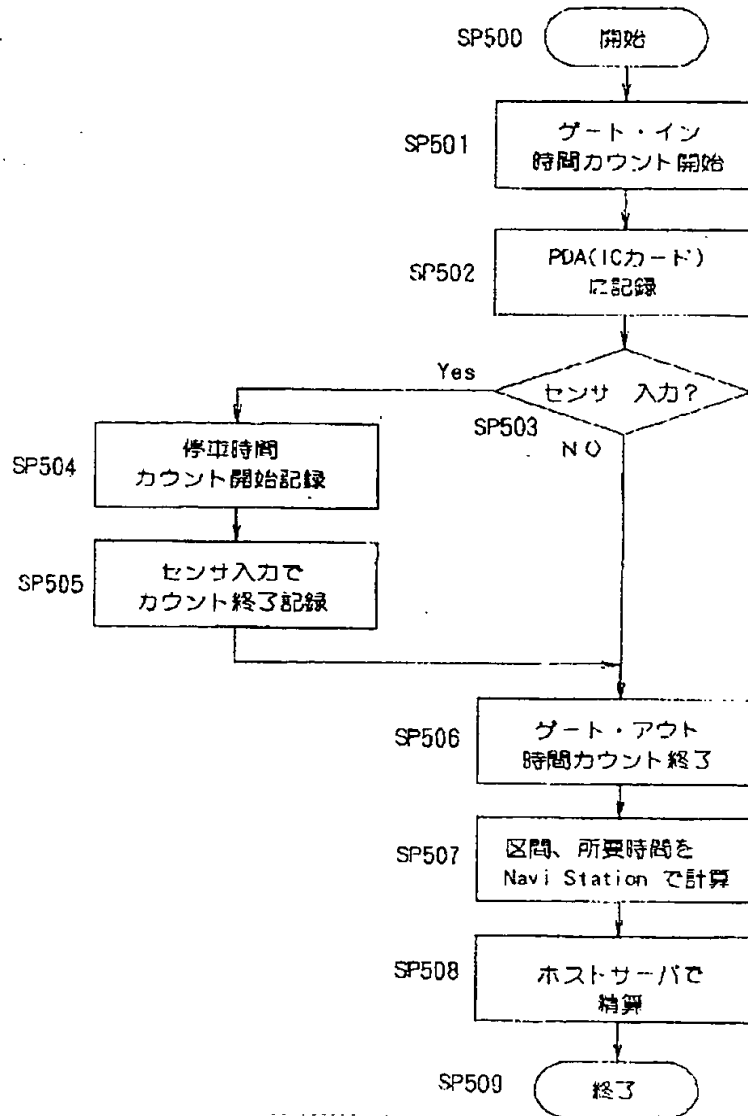 SP500
開始
SP501
ゲート・イン
時間カウント開始
SP502
PDA(ICカード)
に記録
Yes
センサ 入力?
SP503
NO
SP504
停車時間
カウント開始記録
SP505
センサ入力で
カウント終了記録
SP506
ゲート・アウト
時間カウント終了
SP507
区間、所要時間を
Navi Station で計算
SP508
ホストサーバで
精算
SP509
終了